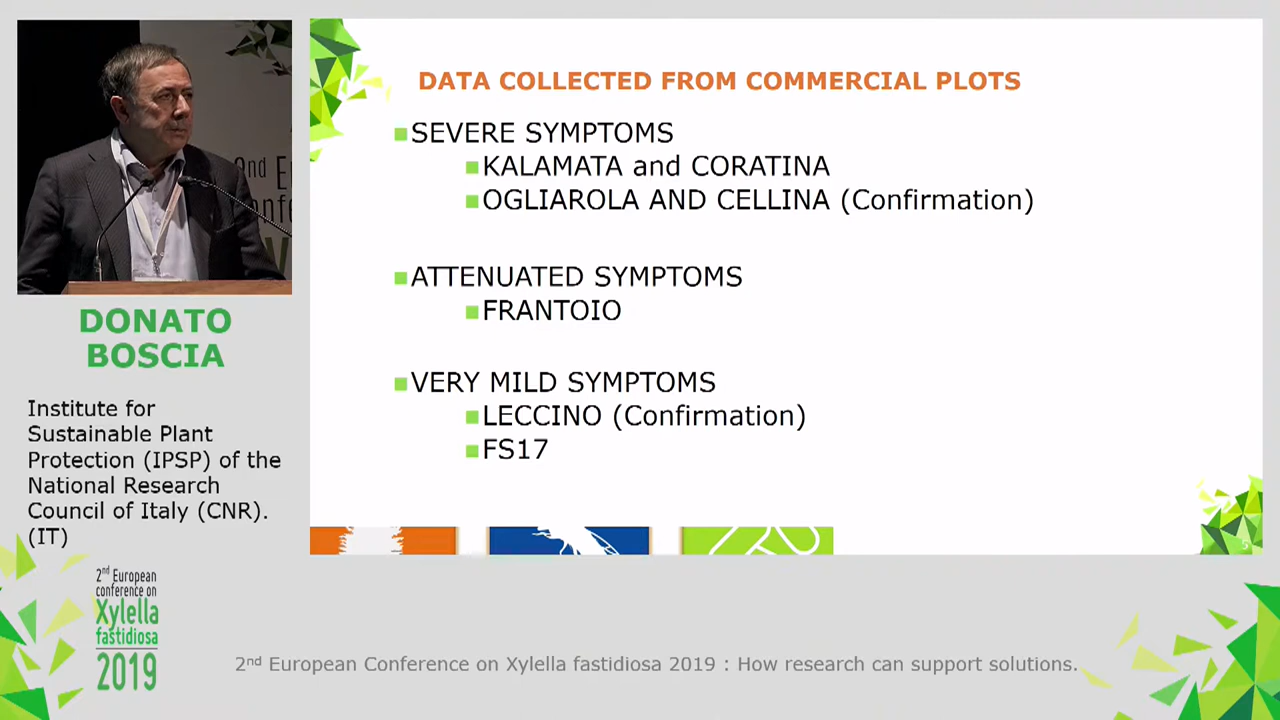 DATA COLLECTED FROM COMMERCIAL PLOTS
SEVERE SYMPTOMS
KALAMATA and CORATINA
OGLIAROLA AND CELLINA (Confirmation)
ATTENUATED SYMPTOMS
FRANTOIO
VERY MILD SYMPTOMS
LECCINO (Confirmation)
FS17
5
2nd
Conf
DONATO
BOSCIA
Institute for
Sustainable Plant
Protection (IPSP) of the
National Research
Council of Italy (CNR).
(IT)
2nd European
conference on
Xylella
fastidiosa
2019
2nd European Conference on Xylella fastidiosa 2019 : How research can support solutions.